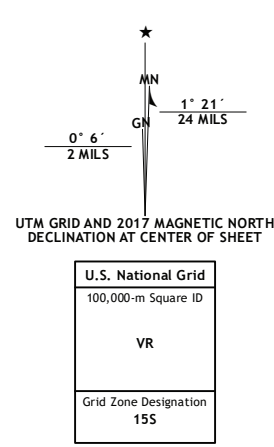 ★
MN
1° 21´
24 MILS
GN
0° 6´
2 MILS
UTM GRID AND 2017 MAGNETIC NORTH
DECLINATION AT CENTER OF SHEET
U.S. National Grid
100,000-m Square ID
VR
Grid Zone Designation
15S